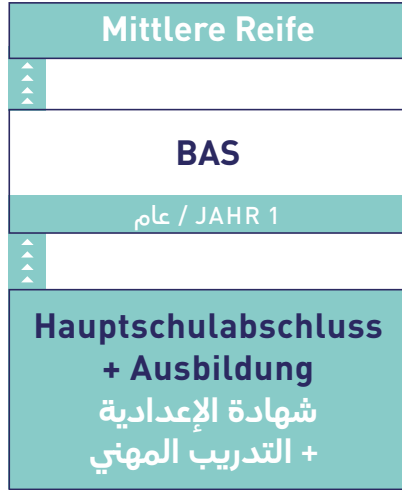 Mittlere Reife
BAS
عام / JAHR 1
Hauptschulabschluss
+ Ausbildung
شهادة الإعدادية
+ التدريب المهني